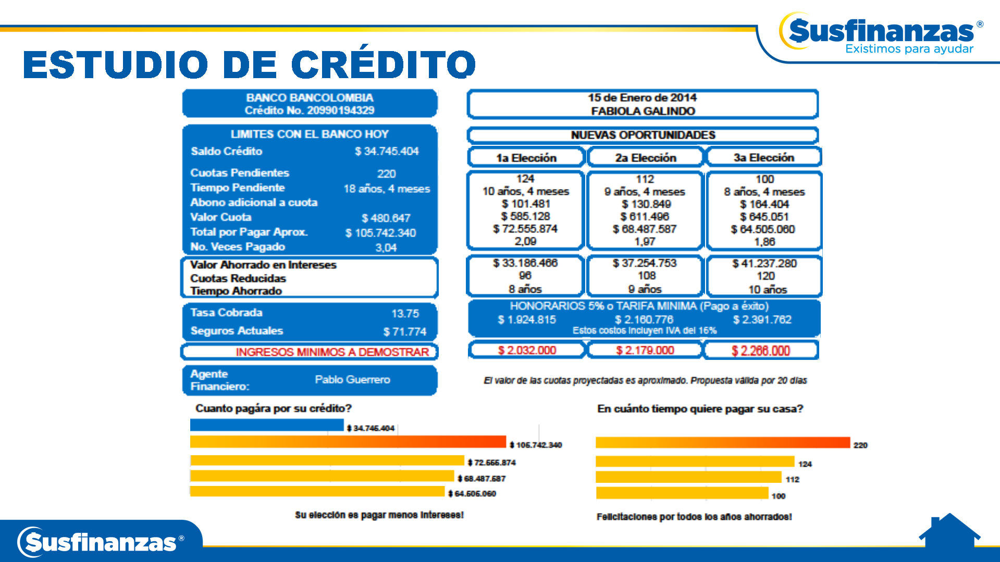 Susfinanzas®
Existimos para ayudar
ESTUDIO DE CRÉDITO
BANCO BANCOLOMBIA
Crédito No. 20990194329
15 de Enero de 2014
FABIOLA GALINDO
LIMITES CON EL BANCO HOY
Saldo Crédito $ 34.745.404
Cuotas Pendientes 220
Tiempo Pendiente 18 años, 4 meses
Abono adicional a cuota
Valor Cuota $ 480.647
Total por Pagar Aprox. $ 105.742.340
No. Veces Pagado 3,04
NUEVAS OPORTUNIDADES
1a Elección 2a Elección 3a Elección
124 112 100
10 años, 4 meses 9 años, 4 meses 8 años, 4 meses
$ 101.481 $ 130.849 $ 164.404
$ 585.128 $ 611.496 $ 645.051
$ 72.555.874 $ 68.487.587 $ 64.505.060
2,09 1,97 1,86
Valor Ahorrado en Intereses $ 33.186.466 $ 37.254.753 $ 41.237.280
Cuotas Reducidas 96 108 120
Tiempo Ahorrado 8 años 9 años 10 años
Tasa Cobrada 13.75
Seguros Actuales $ 71.774
HONORARIOS 5% o TARIFA MINIMA (Pago a éxito)
$ 1.924.815 $ 2.160.776 $ 2.391.762
Estos costos incluyen IVA del 16%
INGRESOS MINIMOS A DEMOSTRAR $ 2.032.000 $ 2.179.000 $ 2.266.000
Agente
Financiero: Pablo Guerrero
El valor de las cuotas proyectadas es aproximado. Propuesta válida por 20 días
Cuanto pagára por su crédito?
$ 34.745.404
$ 105.742.340
$ 72.555.874
$ 68.487.587
$ 64.505.060
Su elección es pagar menos intereses!
En cuánto tiempo quiere pagar su casa?
220
124
112
100
Felicitaciones por todos los años ahorrados!
Susfinanzas®